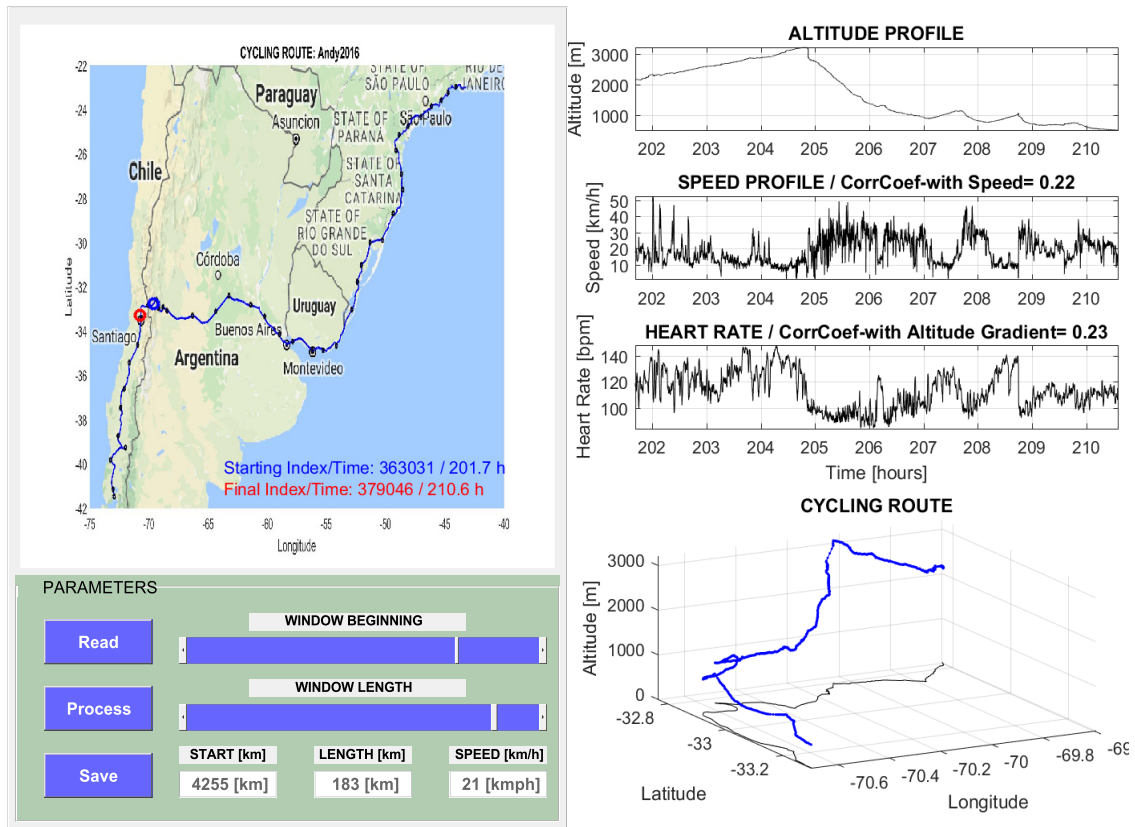 CYCLING ROUTE: Andy2016
-22
-24
-26
-28
-30
-32
-34
-36
-38
-40
-42
Latitude
STATE OF
SÃO PAULO
RIO DE
JANEIRO
Paraguay
Asuncion
São Paulo
STATE OF
PARANÁ
Chile
STATE OF
SANTA
CATARINA
STATE OF
RIO GRANDE
DO SUL
Córdoba
Uruguay
Santiago
Buenos Aires
Argentina
Montevideo
Starting Index/Time: 363031 / 201.7 h
Final Index/Time: 379046 / 210.6 h
-75 -70 -65 -60 -55 -50 -45 -40
Longitude
PARAMETERS
Read
Process
Save
WINDOW BEGINNING
WINDOW LENGTH
START [km] LENGTH [km] SPEED [km/h]
4255 [km] 183 [km] 21 [kmph]
ALTITUDE PROFILE
Altitude [m]
3000
2000
1000
202 203 204 205 206 207 208 209 210
SPEED PROFILE / CorrCoef-with Speed= 0.22
Speed [km/h]
50
40
30
20
10
202 203 204 205 206 207 208 209 210
HEART RATE / CorrCoef-with Altitude Gradient= 0.23
Heart Rate [bpm]
140
120
100
202 203 204 205 206 207 208 209 210
Time [hours]
CYCLING ROUTE
Altitude [m]
3000
2000
1000
0
-32.8
-33
-33.2
Latitude
-70.6 -70.4 -70.2 -70 -69.8 -69
Longitude